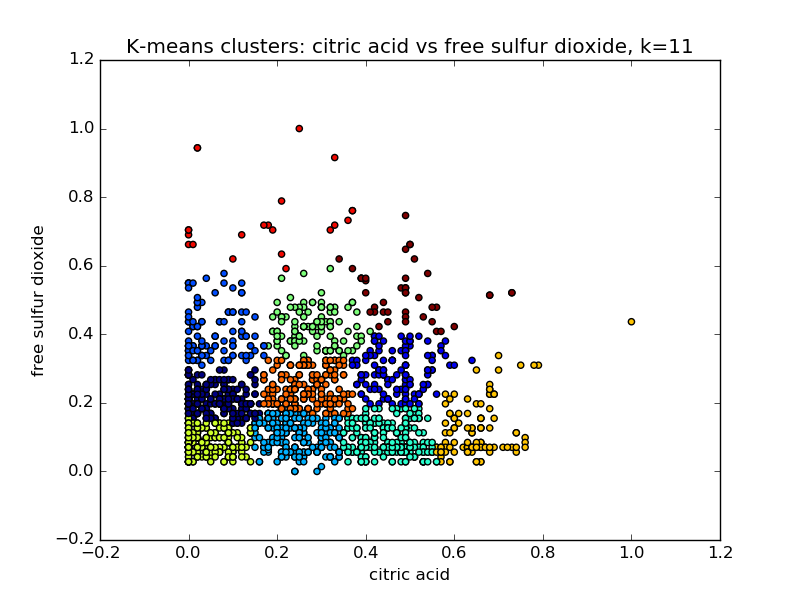 K-means clusters: citric acid vs free sulfur dioxide, k=11
1.2
1.0
0.8
0.6
0.4
0.2
0.0
−0.2
free sulfur dioxide
−0.2 0.0 0.2 0.4 0.6 0.8 1.0 1.2
citric acid